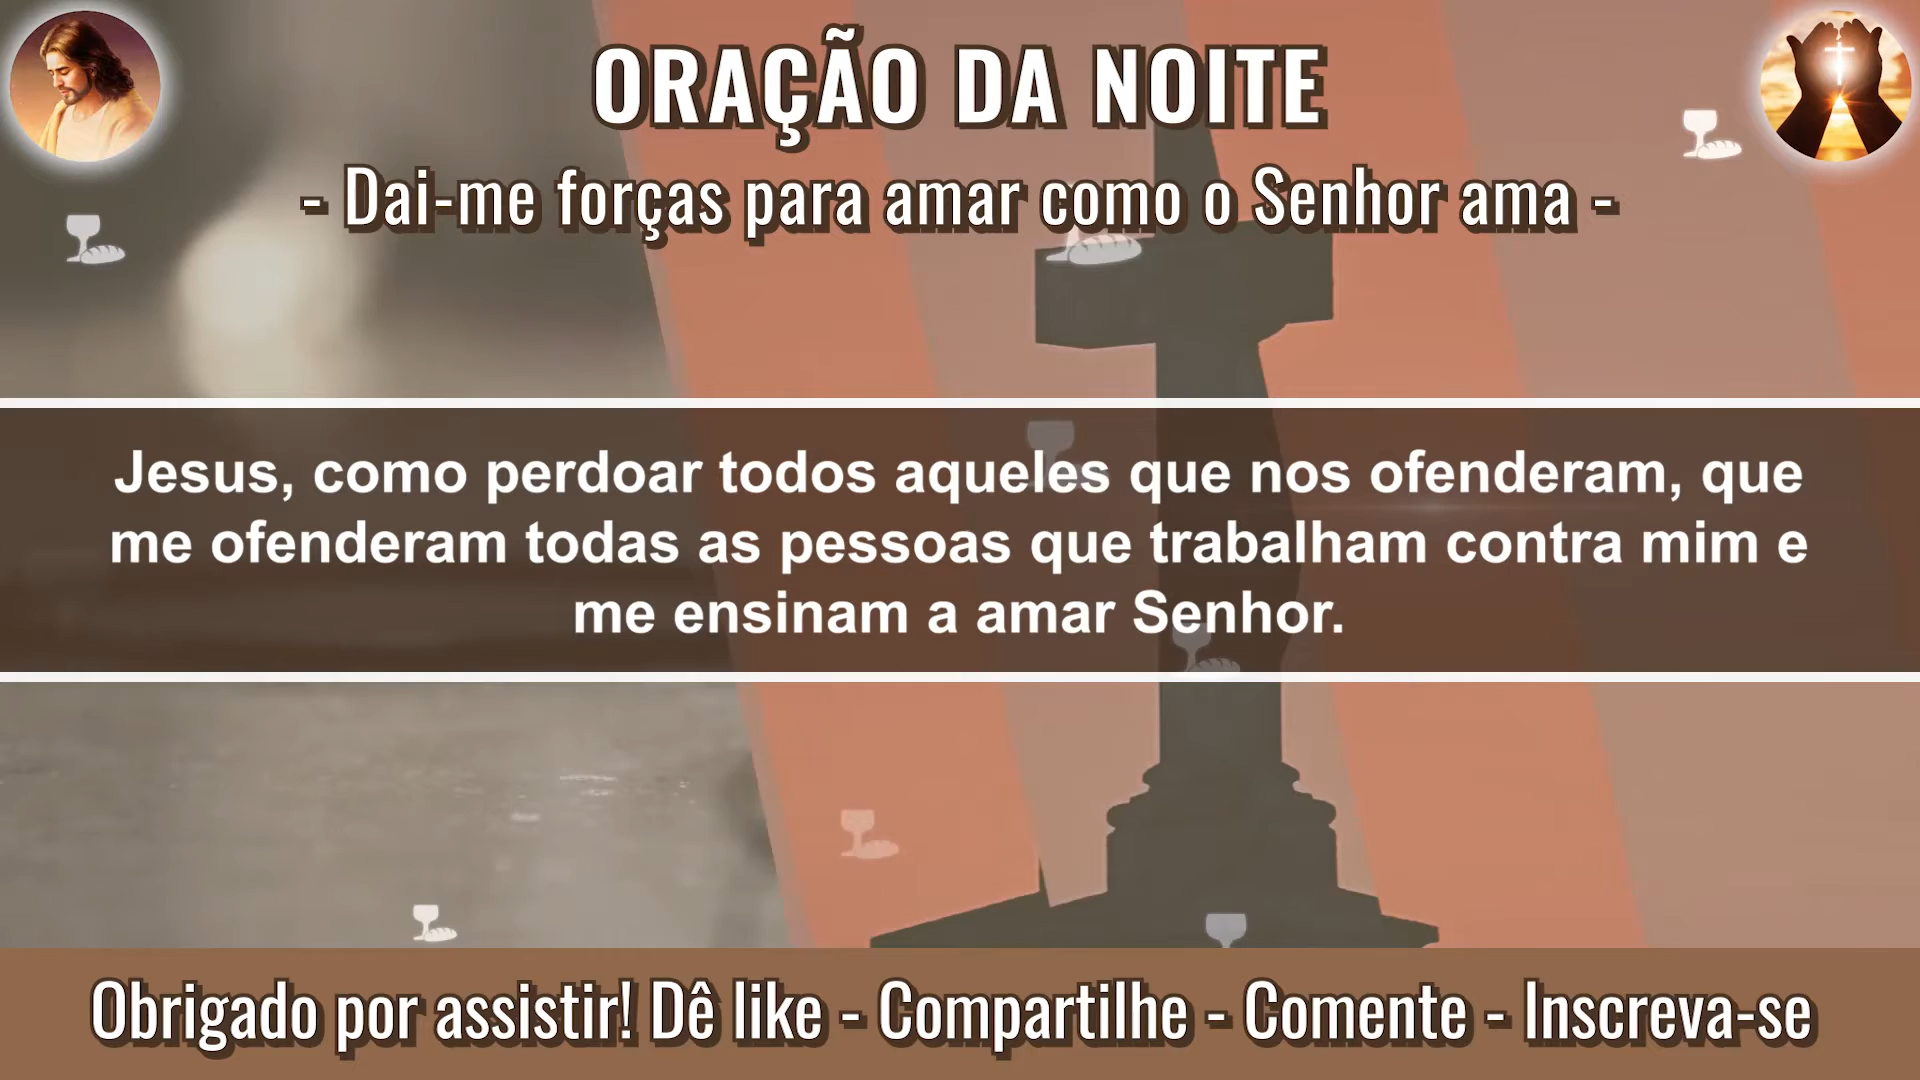 ORAÇÃO DA NOITE
- Dai-me forças para amar como o Senhor ama -
Jesus, como perdoar todos aqueles que nos ofenderam, que
me ofenderam todas as pessoas que trabalham contra mim e
me ensinam a amar Senhor.
Obrigado por assistir! Dê like - Compartilhe - Comente - Inscreva-se